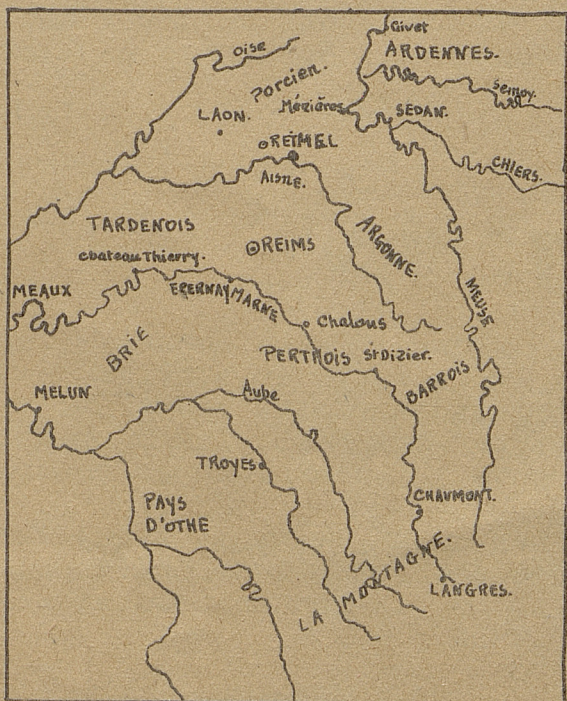 Givet
ARDENNES.
Oise
Porcien.
Semoy.
Mézières
LAON.
SEDAN.
RETMEL
CHIERS.
AISNE.
TARDENOIS
ARGONNE.
REIMS
Chateau Thierry.
MEAUX
EPERNAY
MARNE
MEUSE
Chalons
BRIE
PERTHOIS
St Dizier.
BARROIS
MELUN
Aube
TROYES
CHAUMONT.
PAYS
D'OTHE
LA MONTAGNE.
LANGRES.